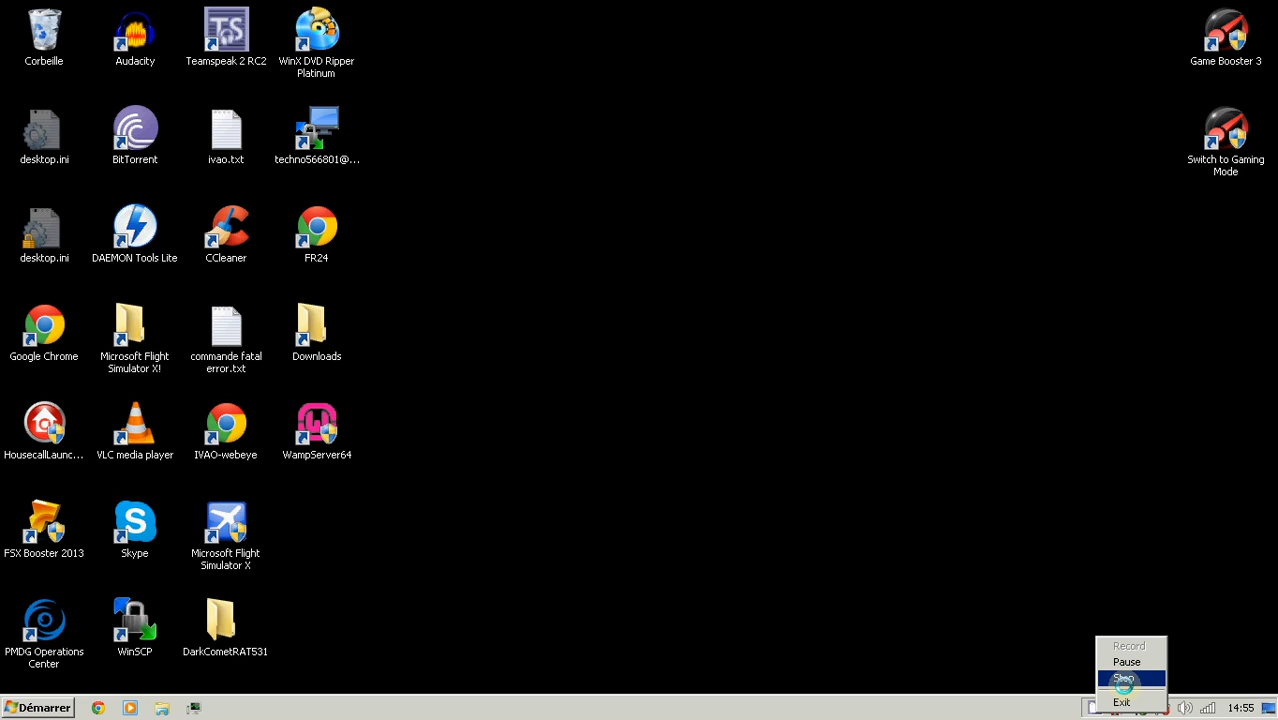 Corbeille
Audacity
Teamspeak 2 RC2
WinX DVD Ripper
Platinum
Game Booster 3
desktop.ini
BitTorrent
ivao.txt
techno566801@...
Switch to Gaming
Mode
desktop.ini
DAEMON Tools Lite
CCleaner
FR24
Google Chrome
Microsoft Flight
Simulator X!
commande fatal
error.txt
Downloads
HousecallLaunc...
VLC media player
IVAO-webeye
WampServer64
FSX Booster 2013
Skype
Microsoft Flight
Simulator X
PMDG Operations
Center
WinSCP
DarkCometRAT531
Record
Pause
Stop
Exit
Démarrer
14:55